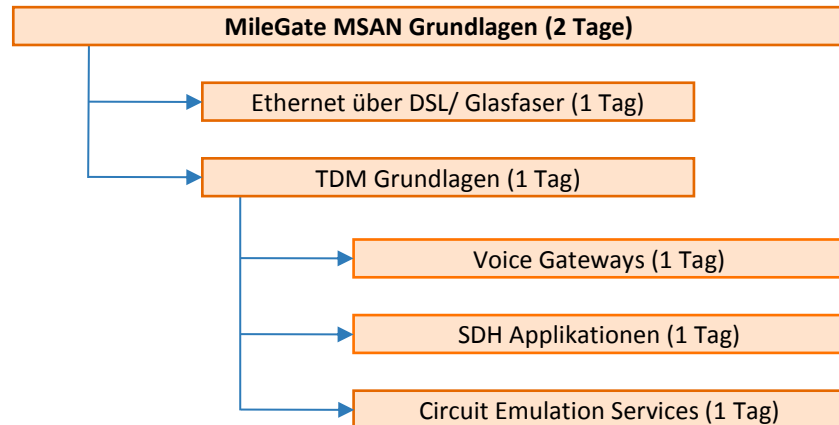 MileGate MSAN Grundlagen (2 Tage)
Ethernet über DSL/ Glasfaser (1 Tag)
TDM Grundlagen (1 Tag)
Voice Gateways (1 Tag)
SDH Applikationen (1 Tag)
Circuit Emulation Services (1 Tag)